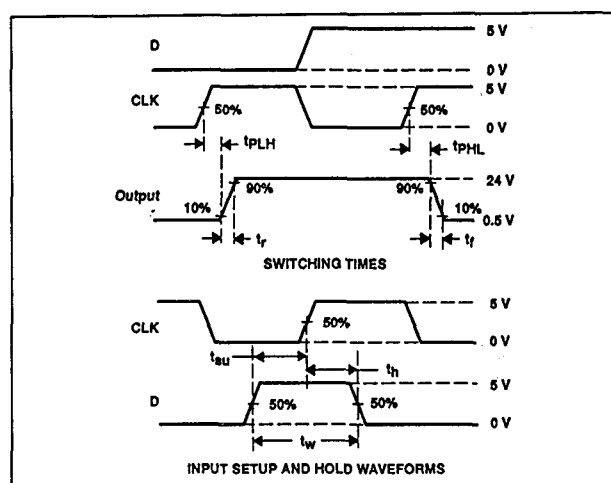 D
5 V
0 V
CLK
5 V
50%
50%
0 V
tPLH
tPHL
Output
24 V
90%
90%
10%
10%
0.5 V
tr
tf
SWITCHING TIMES
CLK
5 V
50%
0 V
tsu
th
D
5 V
50%
50%
0 V
tw
INPUT SETUP AND HOLD WAVEFORMS